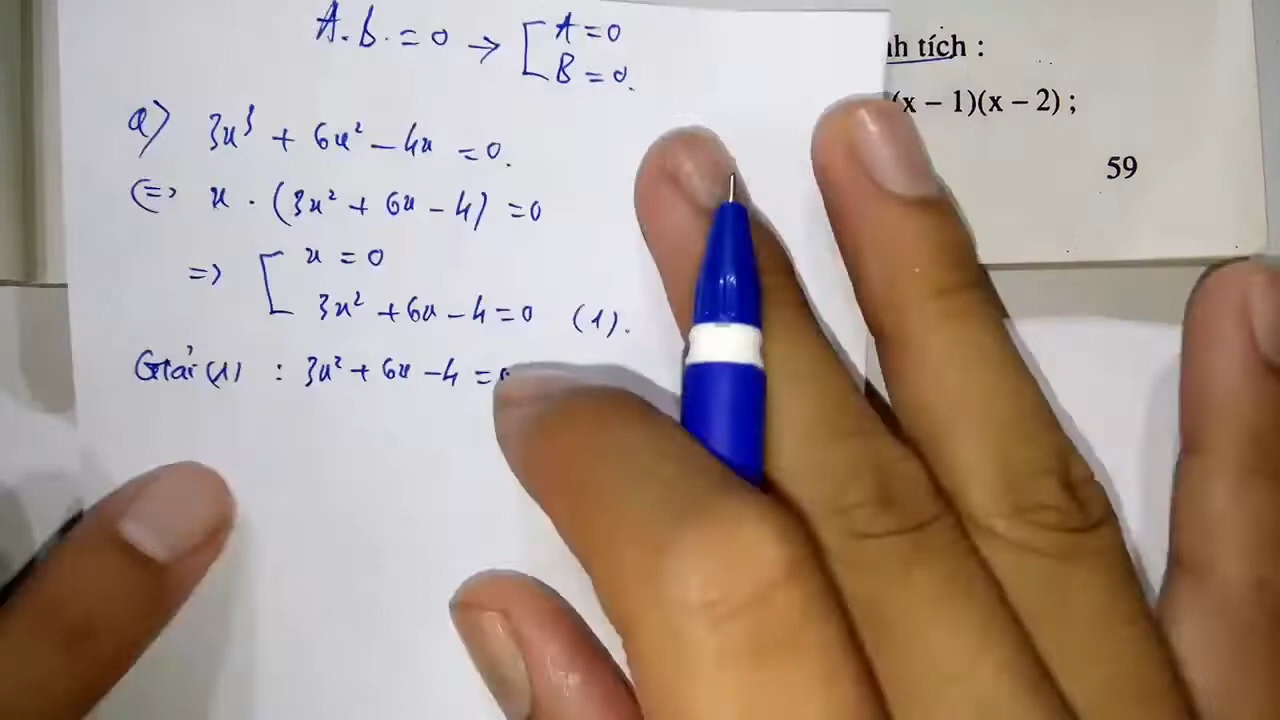 A.B. = 0 → [ A = 0
B = 0.
a) 3x³ + 6x² - 4x = 0.
<=> x . (3x² + 6x - 4) = 0
=> [ x = 0
3x² + 6x - 4 = 0 (1).
Giải (1) : 3x² + 6x - 4 =
nh tích :
(x – 1)(x – 2) ;
59